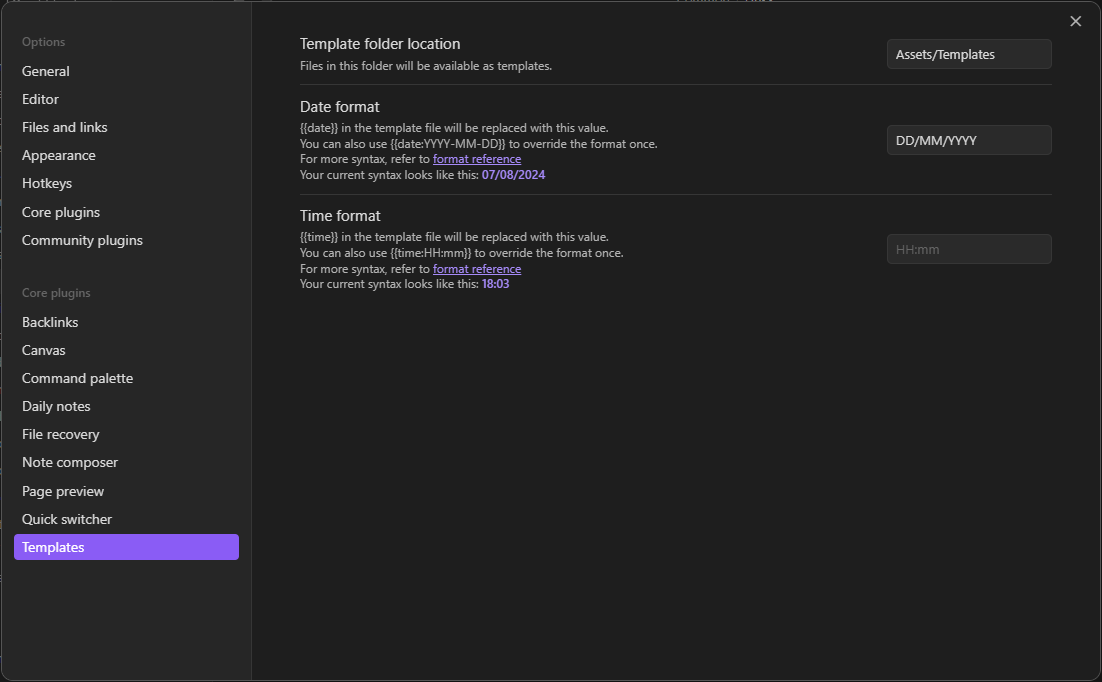 Options
General
Editor
Files and links
Appearance
Hotkeys
Core plugins
Community plugins
Core plugins
Backlinks
Canvas
Command palette
Daily notes
File recovery
Note composer
Page preview
Quick switcher
Templates
Template folder location
Files in this folder will be available as templates.
Assets/Templates
Date format
{{date}} in the template file will be replaced with this value.
You can also use {{date:YYYY-MM-DD}} to override the format once.
For more syntax, refer to format reference
Your current syntax looks like this: 07/08/2024
DD/MM/YYYY
Time format
{{time}} in the template file will be replaced with this value.
You can also use {{time:HH:mm}} to override the format once.
For more syntax, refer to format reference
Your current syntax looks like this: 18:03
HH:mm